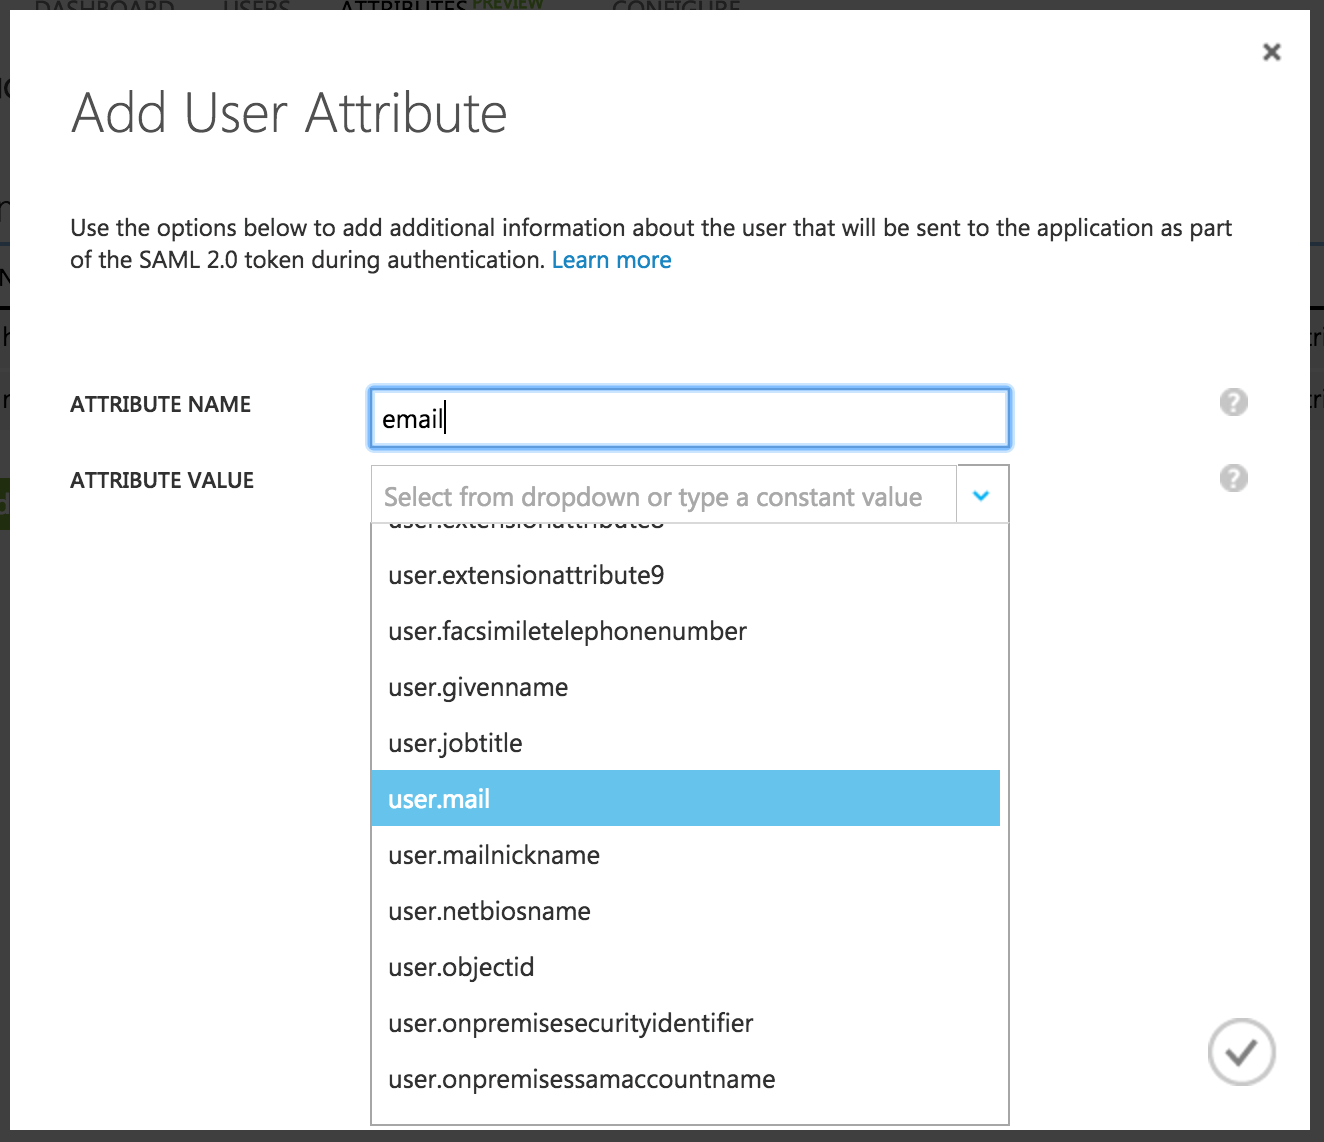 DASHBOARD USERS ATTRIBUTES PREVIEW CONFIGURE
Add User Attribute
Use the options below to add additional information about the user that will be sent to the application as part
of the SAML 2.0 token during authentication. Learn more
ATTRIBUTE NAME
email
ATTRIBUTE VALUE
Select from dropdown or type a constant value
user.extensionattribute8
user.extensionattribute9
user.facsimiletelephonenumber
user.givenname
user.jobtitle
user.mail
user.mailnickname
user.netbiosname
user.objectid
user.onpremisesecurityidentifier
user.onpremisessamaccountname